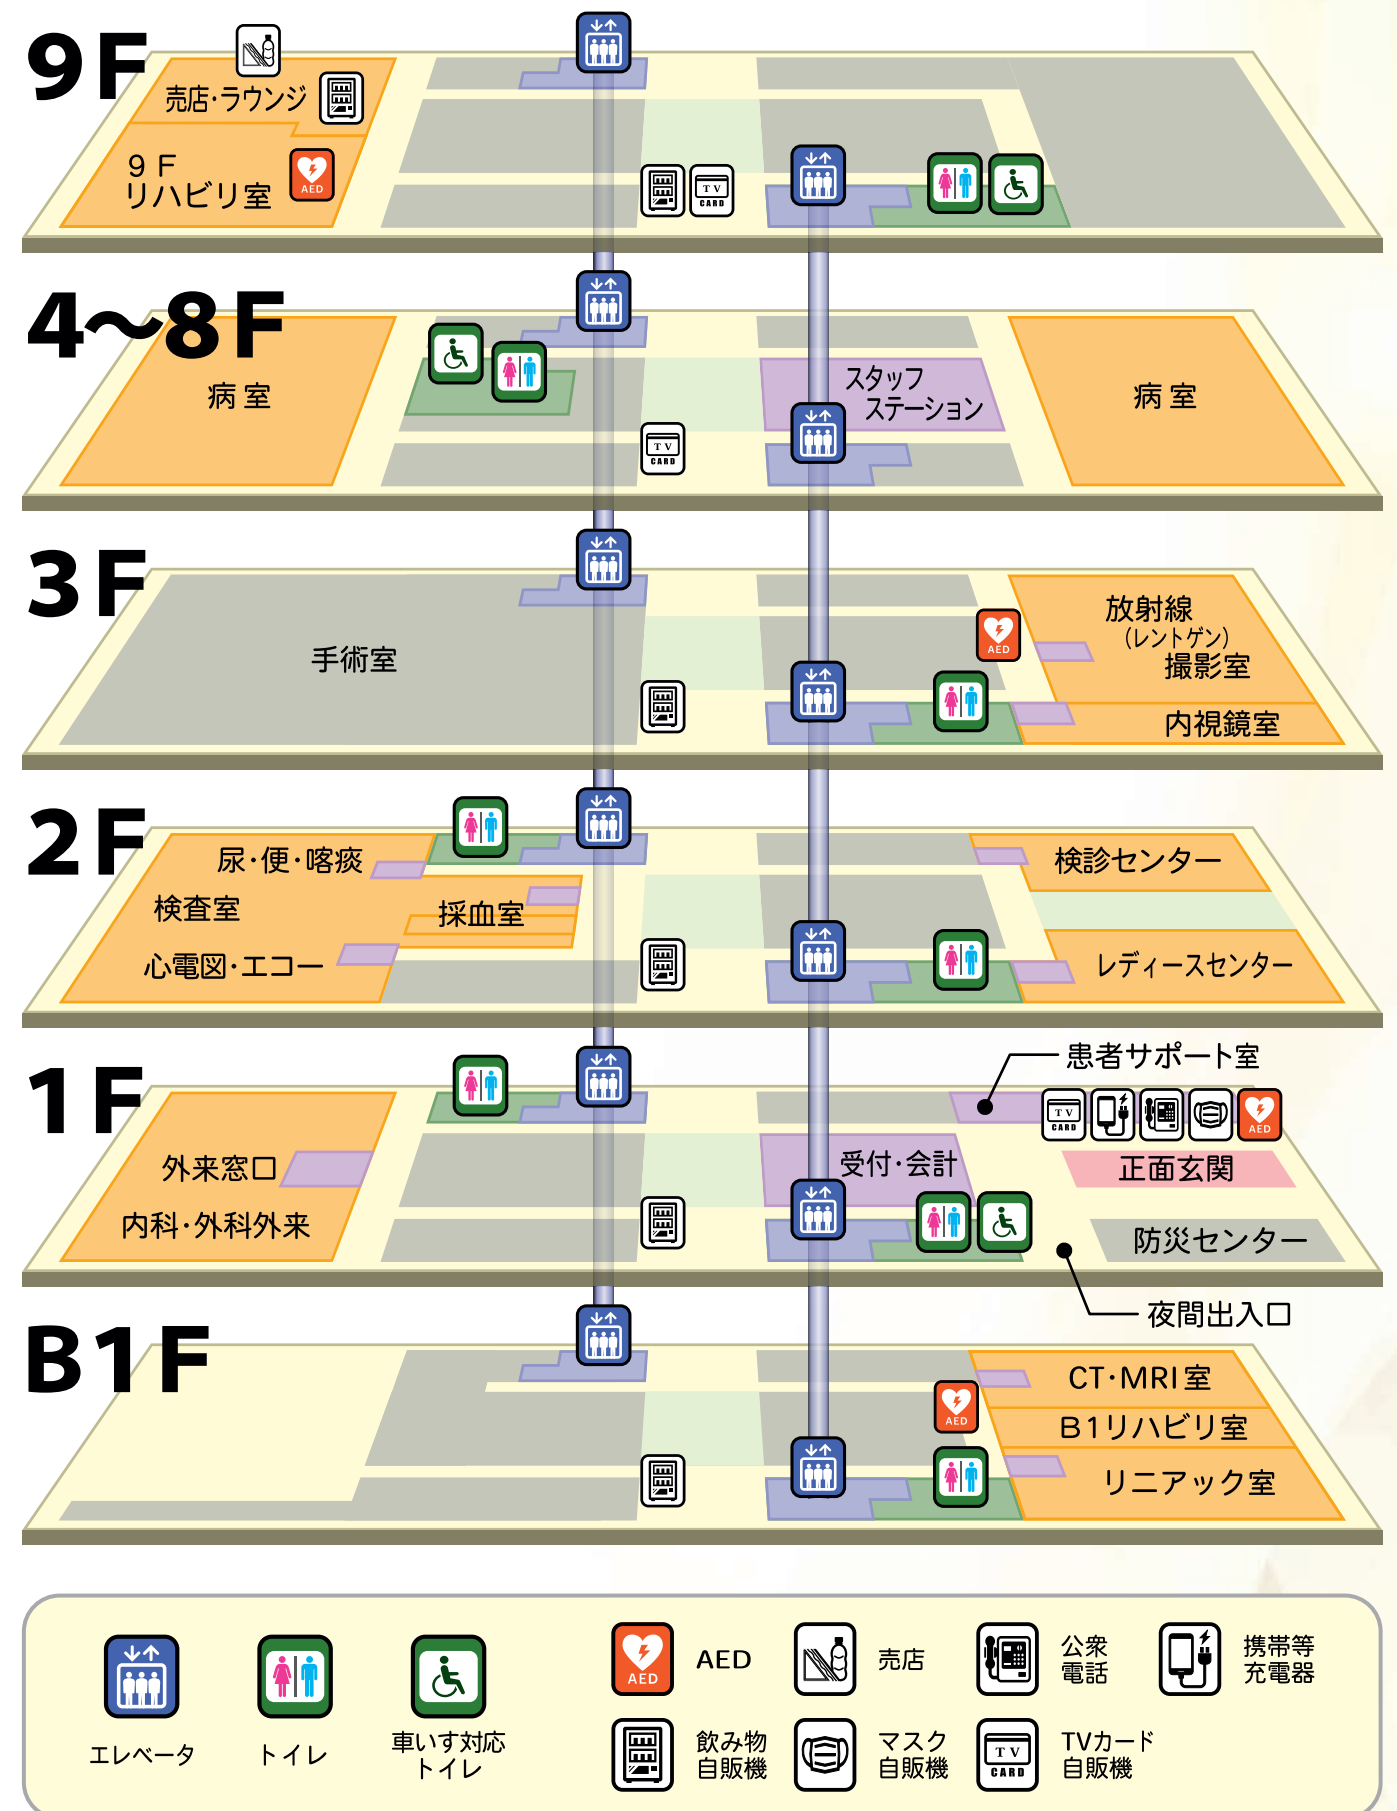 9F
売店・ラウンジ
9F
リハビリ室
AED
TV
CARD
4〜8F
病室
スタッフ
ステーション
病室
TV
CARD
3F
手術室
AED
放射線
(レントゲン)
撮影室
内視鏡室
2F
尿・便・喀痰
検査室
採血室
心電図・エコー
検診センター
レディースセンター
1F
患者サポート室
TV
CARD
AED
外来窓口
受付・会計
正面玄関
内科・外科外来
防災センター
夜間出入口
B1F
CT・MRI室
AED
B1リハビリ室
リニアック室
エレベータ
トイレ
車いす対応
トイレ
AED
AED
売店
公衆
電話
携帯等
充電器
飲み物
自販機
マスク
自販機
TV
CARD
TVカード
自販機